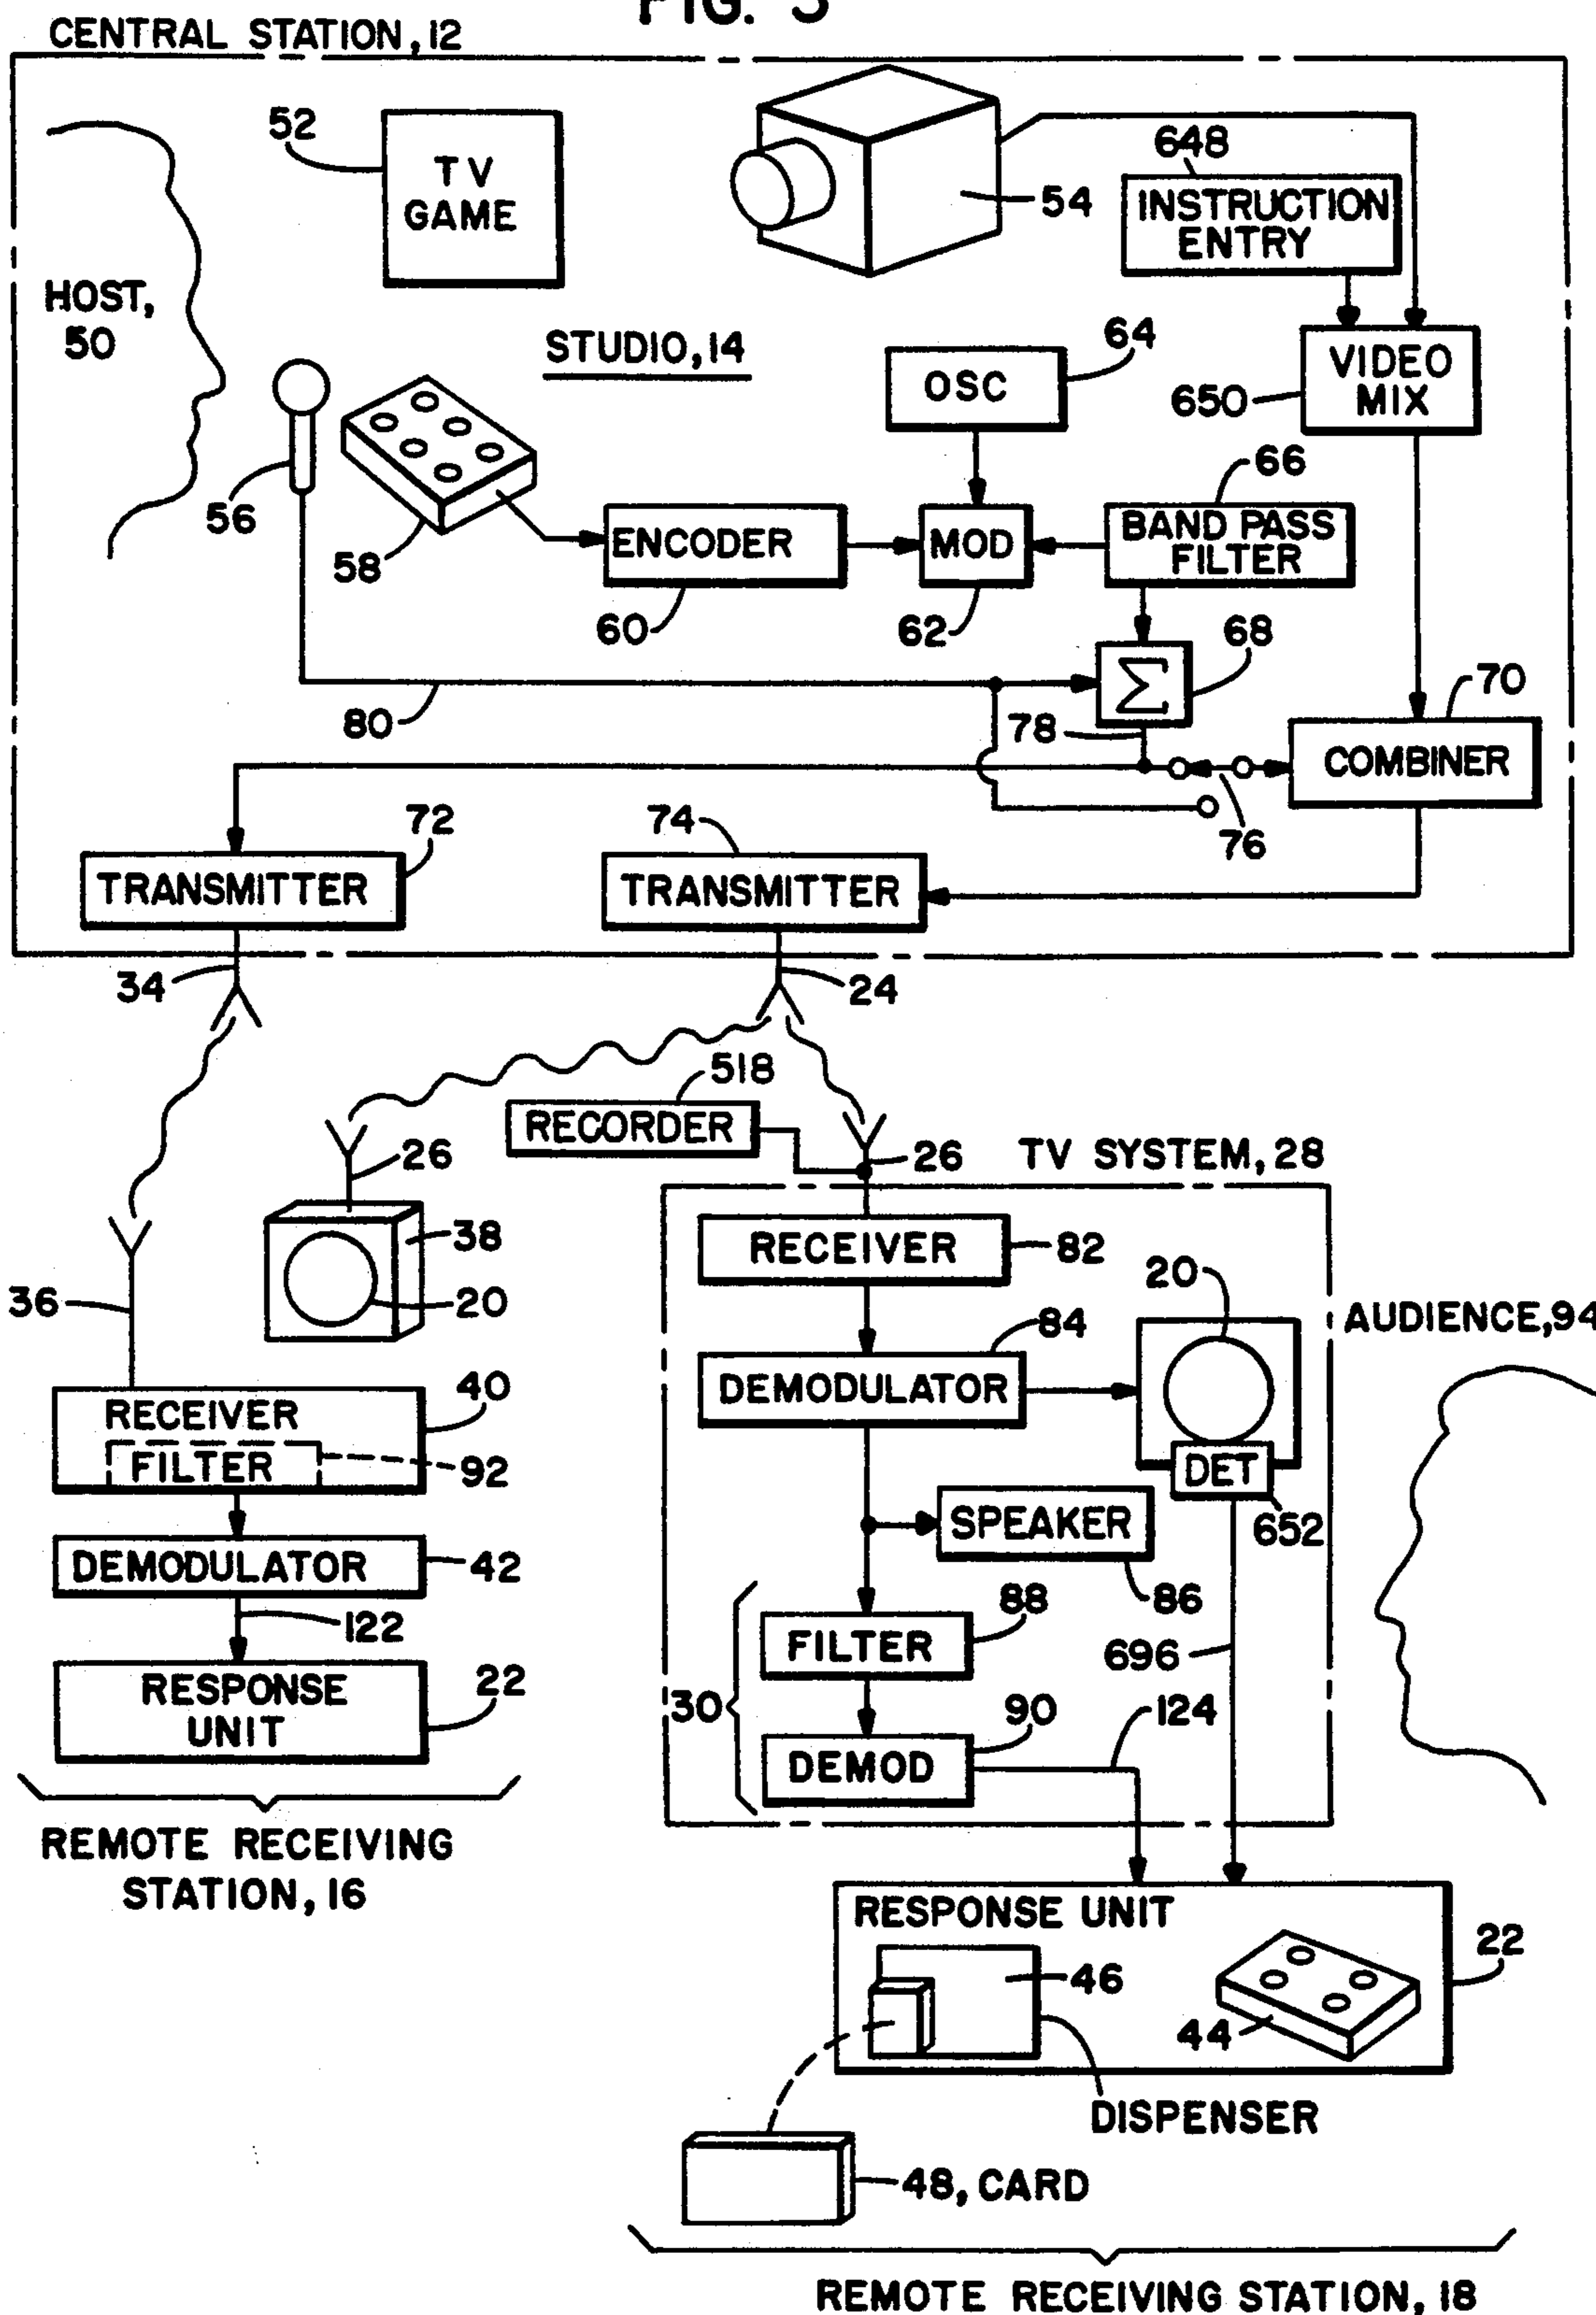 FIG. 3
CENTRAL STATION, 12
52
TV
GAME
54
648
INSTRUCTION
ENTRY
HOST,
50
STUDIO, 14
64
OSC
650
VIDEO
MIX
56
58
66
ENCODER
MOD
BAND PASS
FILTER
60
62
68
Σ
80
78
70
COMBINER
76
72
74
TRANSMITTER
TRANSMITTER
34
24
518
RECORDER
26
26
TV SYSTEM, 28
38
20
RECEIVER
82
20
36
84
AUDIENCE, 94
DEMODULATOR
40
RECEIVER
FILTER
92
DET
652
SPEAKER
86
DEMODULATOR
42
122
88
FILTER
696
RESPONSE
UNIT
22
30
90
124
DEMOD
REMOTE RECEIVING
STATION, 16
RESPONSE UNIT
22
46
44
DISPENSER
48, CARD
REMOTE RECEIVING STATION, 18